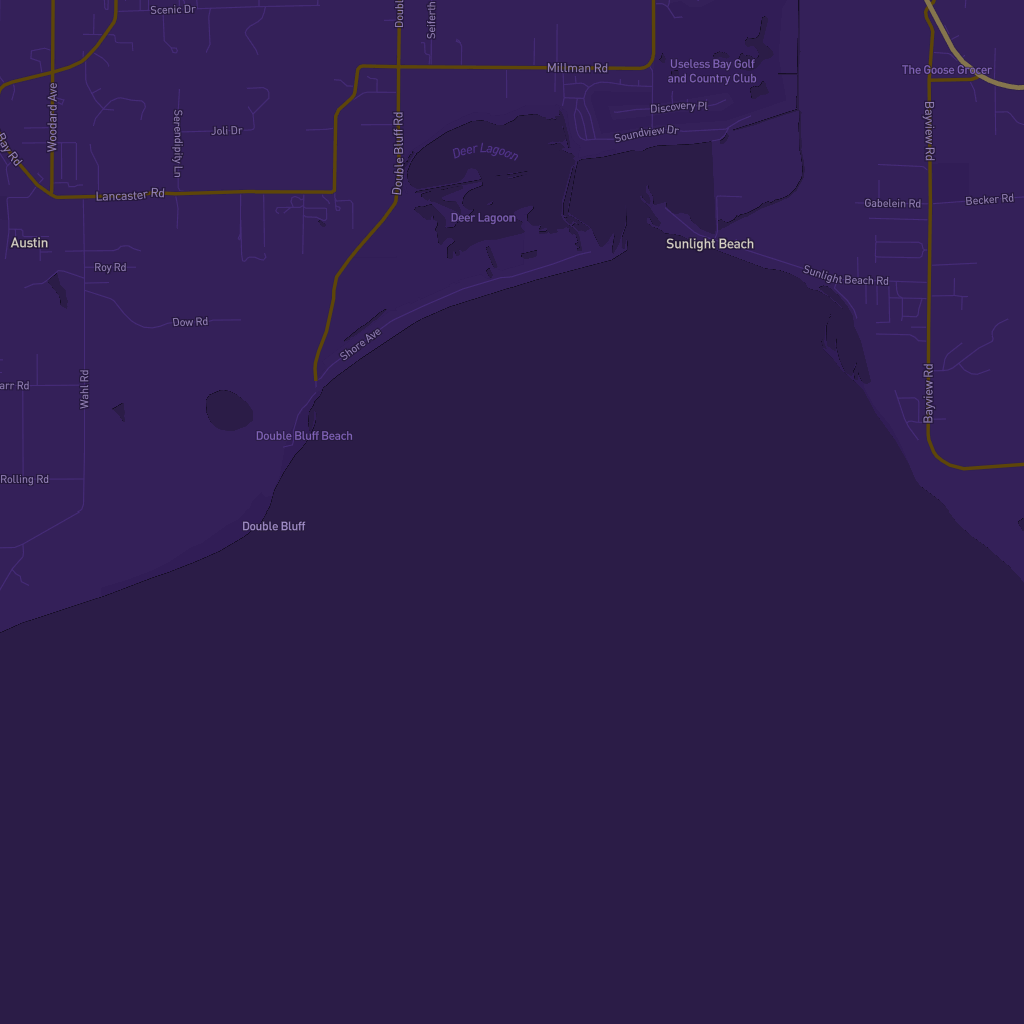 Scenic Dr
Doubl
Seiferth
Millman Rd
Useless Bay Golf
and Country Club
The Goose Grocer
Woodard Ave
Serendipity Ln
Joli Dr
Double Bluff Rd
Discovery Pl
Soundview Dr
Bayview Rd
Bay Rd
Deer Lagoon
Lancaster Rd
Deer Lagoon
Gabelein Rd
Becker Rd
Austin
Sunlight Beach
Roy Rd
Sunlight Beach Rd
Dow Rd
Shore Ave
arr Rd
Wahl Rd
Bayview Rd
Double Bluff Beach
Rolling Rd
Double Bluff